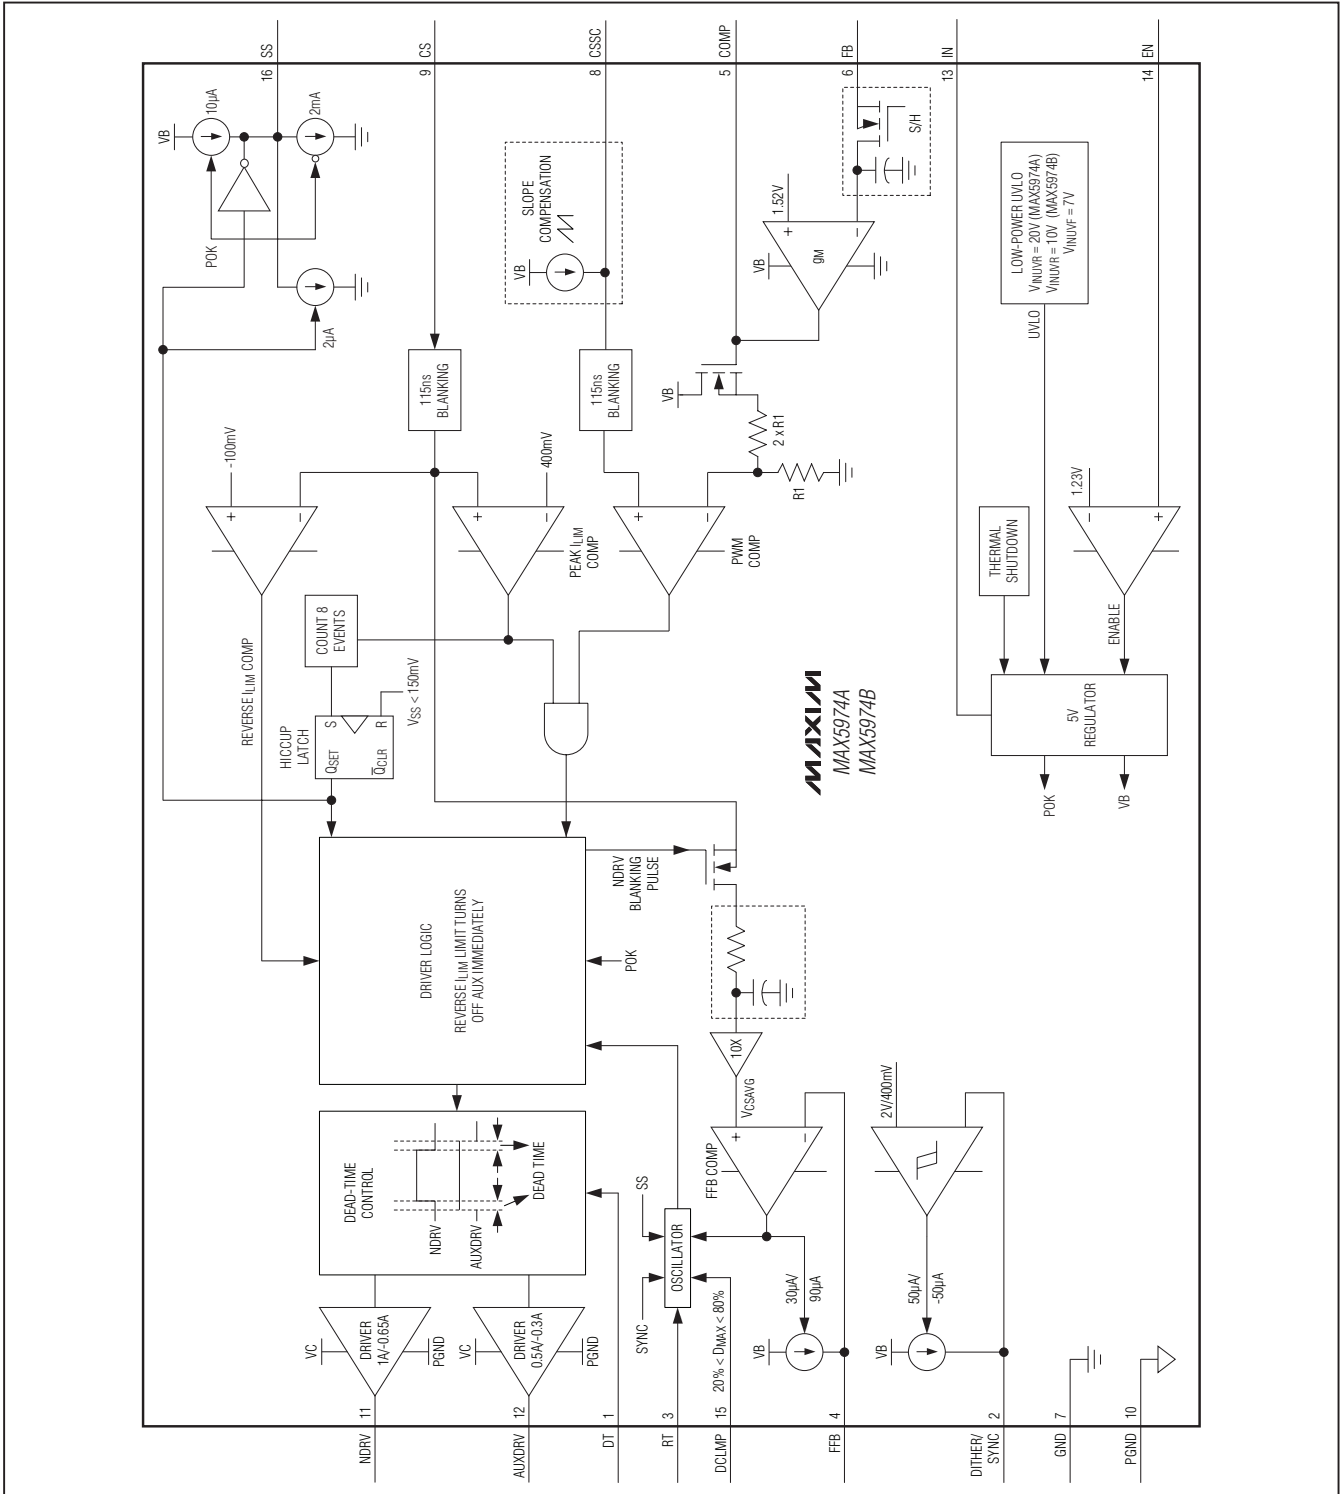 16 SS
9 CS
8 CSSC
5 COMP
6 FB
13 IN
14 EN
VB
10µA
2mA
POK
2µA
SLOPE
COMPENSATION
VB
S/H
1.52V
+
−
gM
VB
LOW-POWER UVLO
VINUVR = 20V (MAX5974A)
VINUVR = 10V (MAX5974B)
VINUVF = 7V
UVLO
115ns
BLANKING
115ns
BLANKING
VB
2 x R1
R1
-100mV
+
−
400mV
+
−
PEAK ILIM
COMP
+
−
PWM
COMP
1.23V
−
+
THERMAL
SHUTDOWN
ENABLE
REVERSE ILIM COMP
COUNT 8
EVENTS
HICCUP
LATCH
S
R
QSET
QCLR
VSS < 150mV
MAXIM
MAX5974A
MAX5974B
5V
REGULATOR
POK
VB
DRIVER LOGIC
REVERSE ILIM LIMIT TURNS
OFF AUX IMMEDIATELY
NDRV
BLANKING
PULSE
POK
10X
VCSAVG
DEAD-TIME
CONTROL
NDRV
AUXDRV
DEAD TIME
FFB COMP
+
−
2V/400mV
SS
SYNC
OSCILLATOR
30µA/
90µA
50µA/
-50µA
VB
VB
20% < DMAX < 80%
VC
DRIVER
1A/-0.65A
PGND
VC
DRIVER
0.5A/-0.3A
PGND
NDRV 11
AUXDRV 12
DT 1
RT 3
DCLMP 15
FFB 4
DITHER/
SYNC 2
GND 7
PGND 10